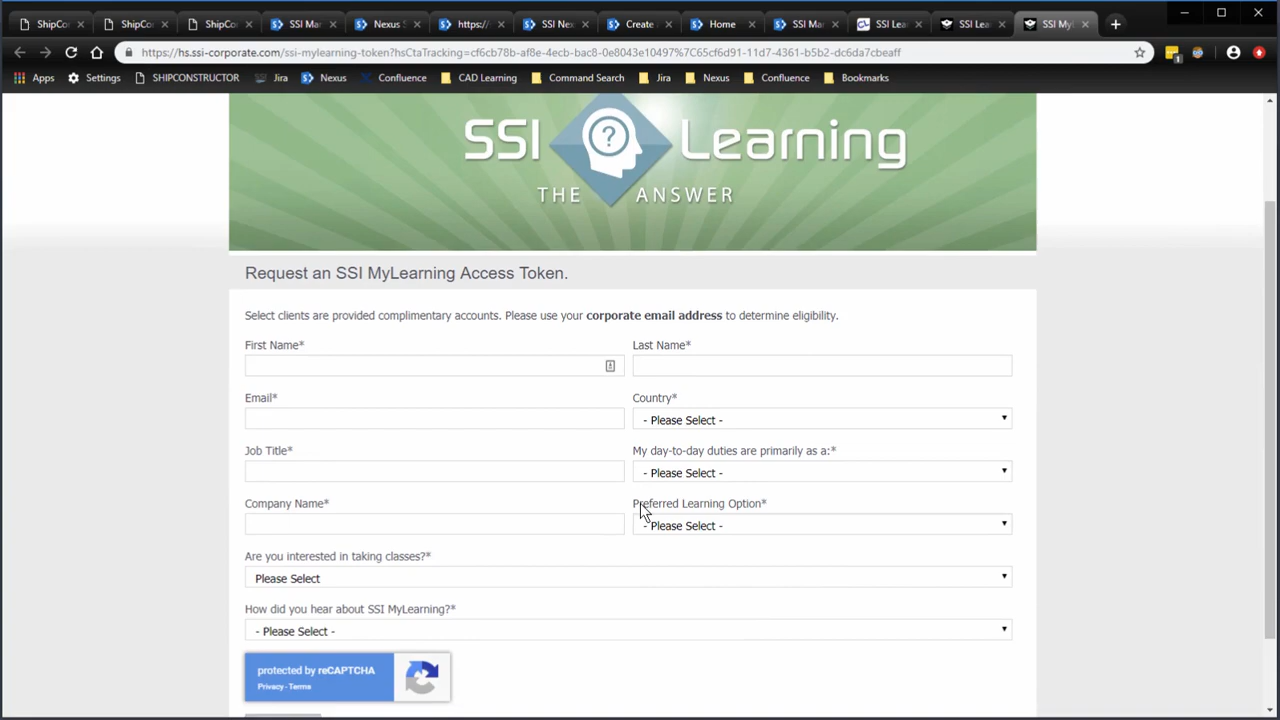 ShipCo
ShipCo
ShipCo
SSI Mar
Nexus S
https:/
SSI Nex
Create
Home
SSI Mar
SSI Lea
SSI Lea
SSI My
https://hs.ssi-corporate.com/ssi-mylearning-token?hsCtaTracking=cf6cb78b-af8e-4ecb-bac8-0e8043e10497%7C65cf6d91-11d7-4361-b5b2-dc6da7cbeaff
Apps Settings SHIPCONSTRUCTOR Jira Nexus Confluence CAD Learning Command Search Jira Nexus Confluence Bookmarks
SSI Learning
THE ANSWER
Request an SSI MyLearning Access Token.
Select clients are provided complimentary accounts. Please use your corporate email address to determine eligibility.
First Name* Last Name*
Email* Country*
- Please Select -
Job Title* My day-to-day duties are primarily as a:*
- Please Select -
Company Name* Preferred Learning Option*
- Please Select -
Are you interested in taking classes?*
Please Select
How did you hear about SSI MyLearning?*
- Please Select -
protected by reCAPTCHA
Privacy - Terms